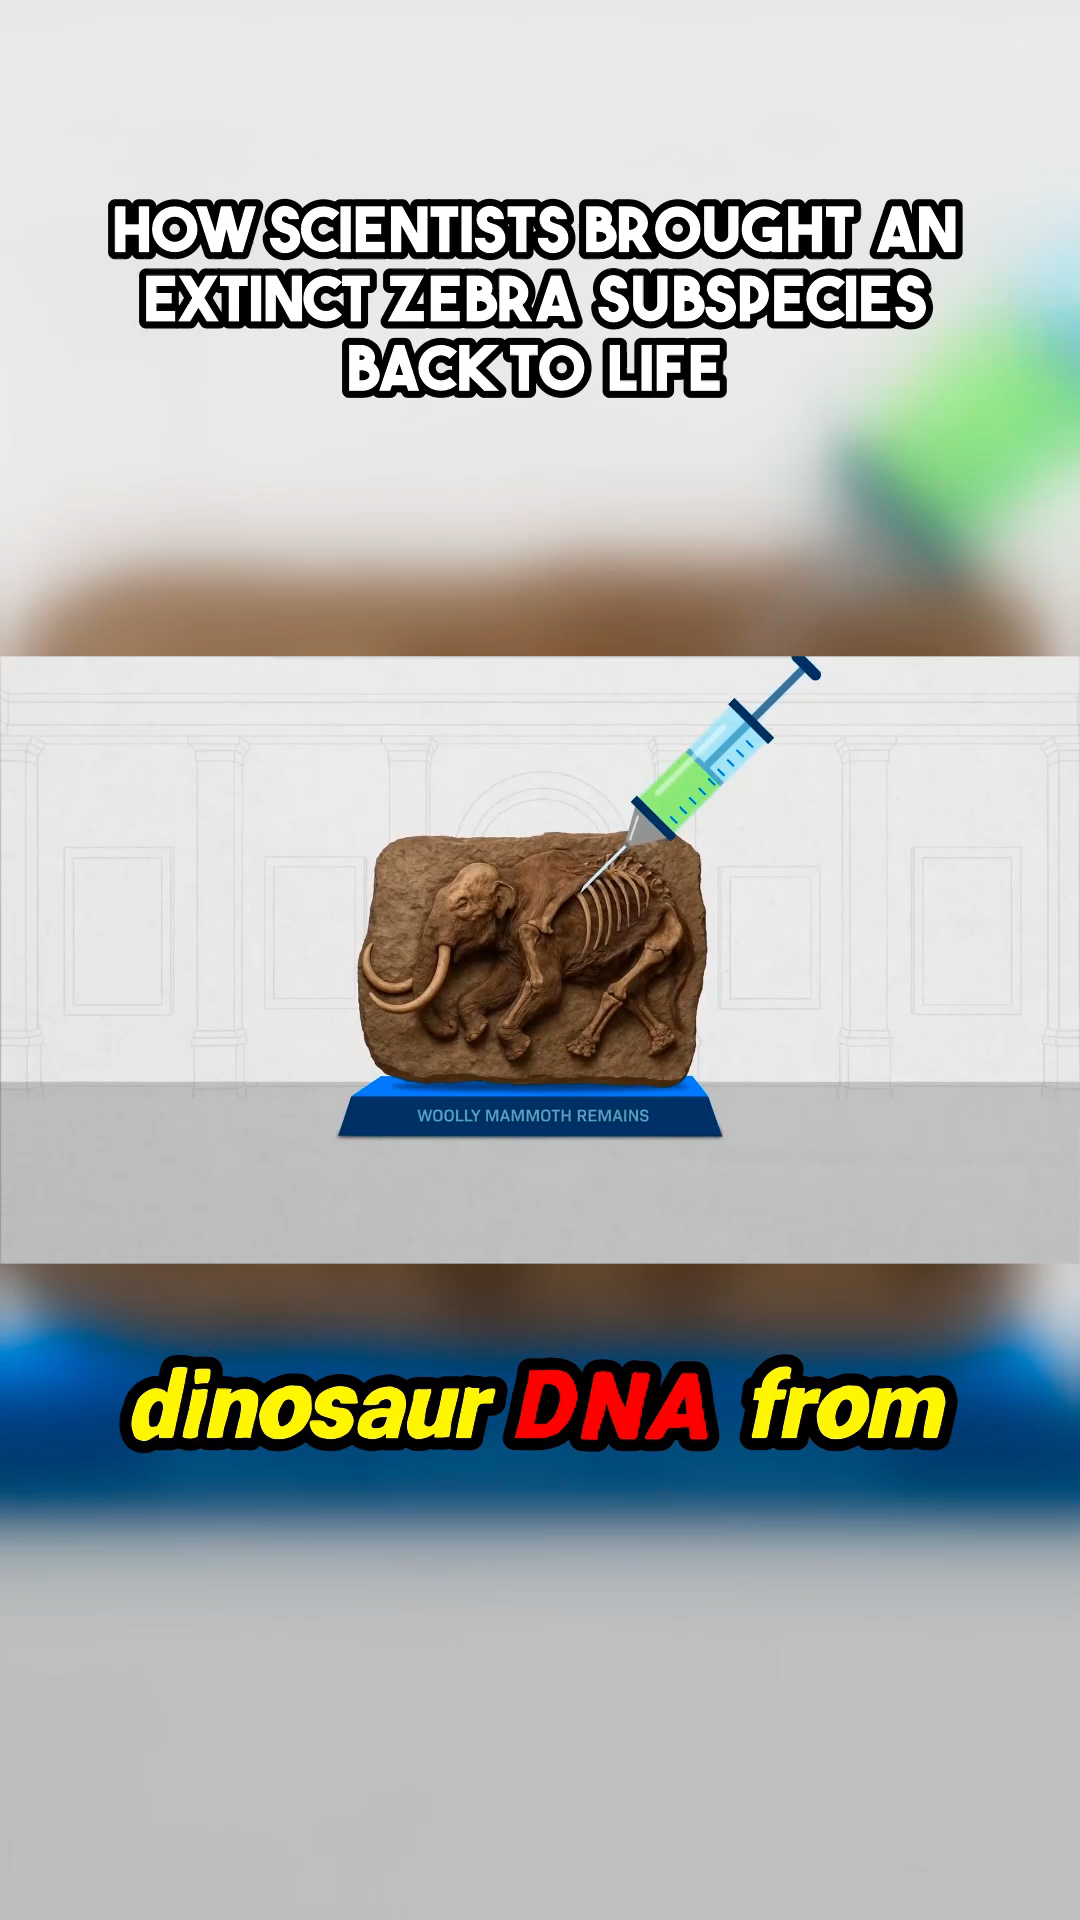 HOW SCIENTISTS BROUGHT AN
EXTINCT ZEBRA SUBSPECIES
BACK TO LIFE
WOOLLY MAMMOTH REMAINS
dinosaur DNA from